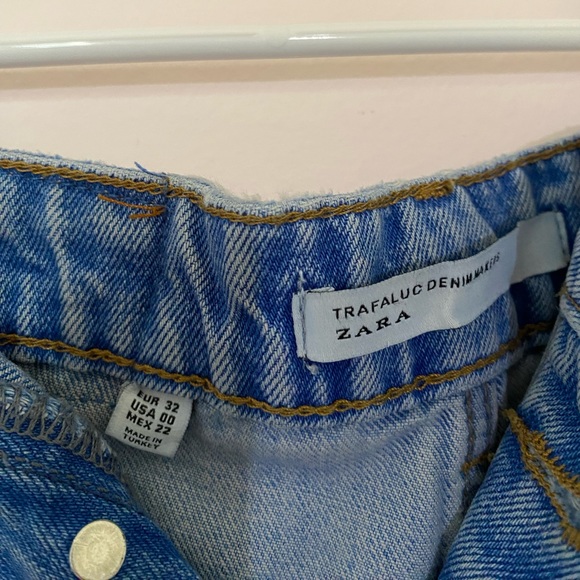 TRAFALUC DENIM MAKERS
ZARA
EUR 32
USA 00
MEX 22
MADE IN
TURKEY